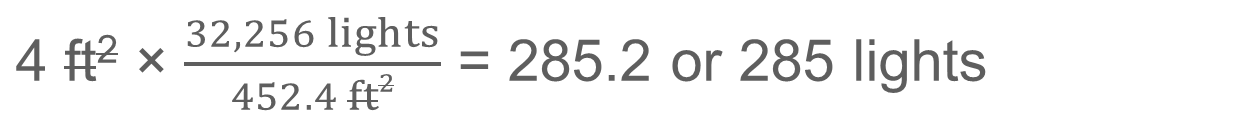 4 ft² × 32,256 lights / 452.4 ft² = 285.2 or 285 lights